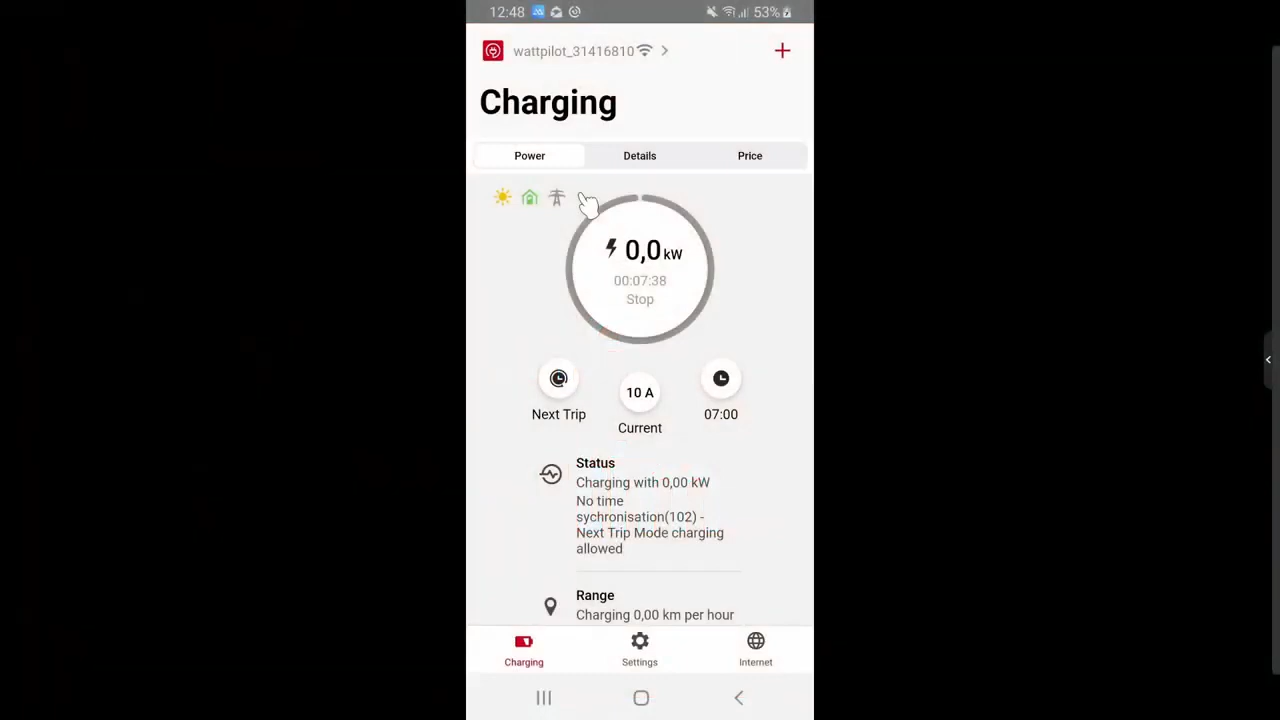 12:48
53%
wattpilot_31416810
Charging
Power
Details
Price
0,0 kW
00:07:38
Stop
Next Trip
10 A
Current
07:00
Status
Charging with 0,00 kW
No time
sychronisation(102) -
Next Trip Mode charging
allowed
Range
Charging 0,00 km per hour
Charging
Settings
Internet